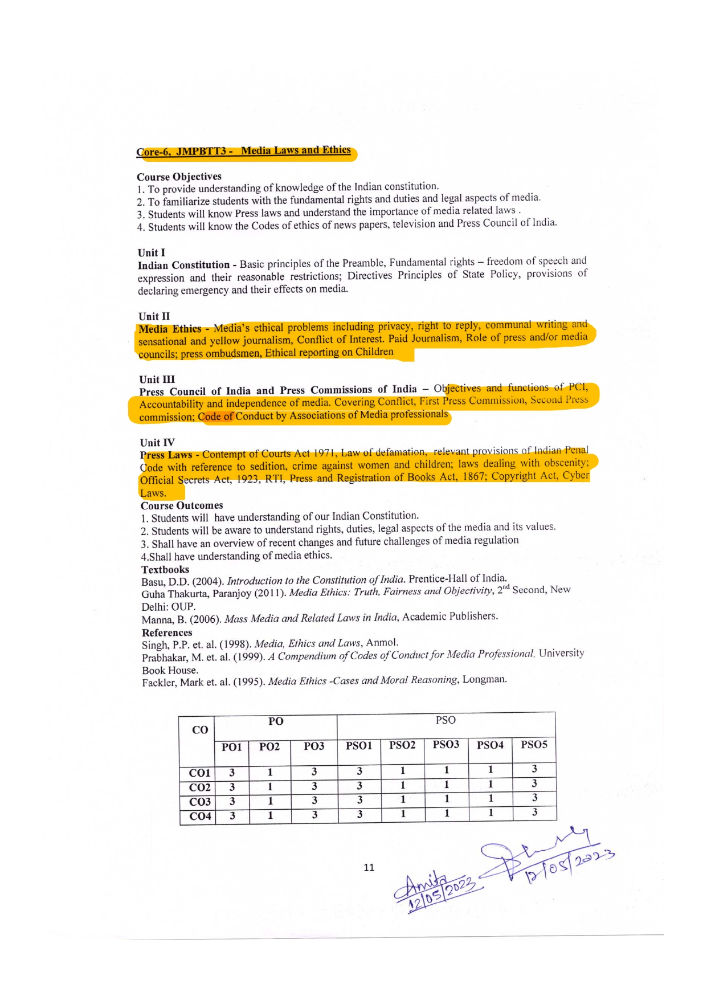 Core-6, JMPBTT3 - Media Laws and Ethics
Course Objectives
1. To provide understanding of knowledge of the Indian constitution.
2. To familiarize students with the fundamental rights and duties and legal aspects of media.
3. Students will know Press laws and understand the importance of media related laws .
4. Students will know the Codes of ethics of news papers, television and Press Council of India.
Unit I
Indian Constitution - Basic principles of the Preamble, Fundamental rights – freedom of speech and
expression and their reasonable restrictions; Directives Principles of State Policy, provisions of
declaring emergency and their effects on media.
Unit II
Media Ethics - Media's ethical problems including privacy, right to reply, communal writing and
sensational and yellow journalism, Conflict of Interest. Paid Journalism, Role of press and/or media
councils; press ombudsmen, Ethical reporting on Children
Unit III
Press Council of India and Press Commissions of India – Objectives and functions of PCI,
Accountability and independence of media. Covering Conflict, First Press Commission, Second Press
commission; Code of Conduct by Associations of Media professionals
Unit IV
Press Laws - Contempt of Courts Act 1971, Law of defamation, relevant provisions of Indian Penal
Code with reference to sedition, crime against women and children; laws dealing with obscenity;
Official Secrets Act, 1923, RTI, Press and Registration of Books Act, 1867; Copyright Act, Cyber
Laws.
Course Outcomes
1. Students will have understanding of our Indian Constitution.
2. Students will be aware to understand rights, duties, legal aspects of the media and its values.
3. Shall have an overview of recent changes and future challenges of media regulation
4.Shall have understanding of media ethics.
Textbooks
Basu, D.D. (2004). Introduction to the Constitution of India. Prentice-Hall of India.
Guha Thakurta, Paranjoy (2011). Media Ethics: Truth, Fairness and Objectivity, 2nd Second, New
Delhi: OUP.
Manna, B. (2006). Mass Media and Related Laws in India, Academic Publishers.
References
Singh, P.P. et. al. (1998). Media, Ethics and Laws, Anmol.
Prabhakar, M. et. al. (1999). A Compendium of Codes of Conduct for Media Professional, University
Book House.
Fackler, Mark et. al. (1995). Media Ethics -Cases and Moral Reasoning, Longman.
CO PO PSO
PO1 PO2 PO3 PSO1 PSO2 PSO3 PSO4 PSO5
CO1 3 1 3 3 1 1 1 3
CO2 3 1 3 3 1 1 1 3
CO3 3 1 3 3 1 1 1 3
CO4 3 1 3 3 1 1 1 3
11
Amita
12/05/2023
12/05/2023